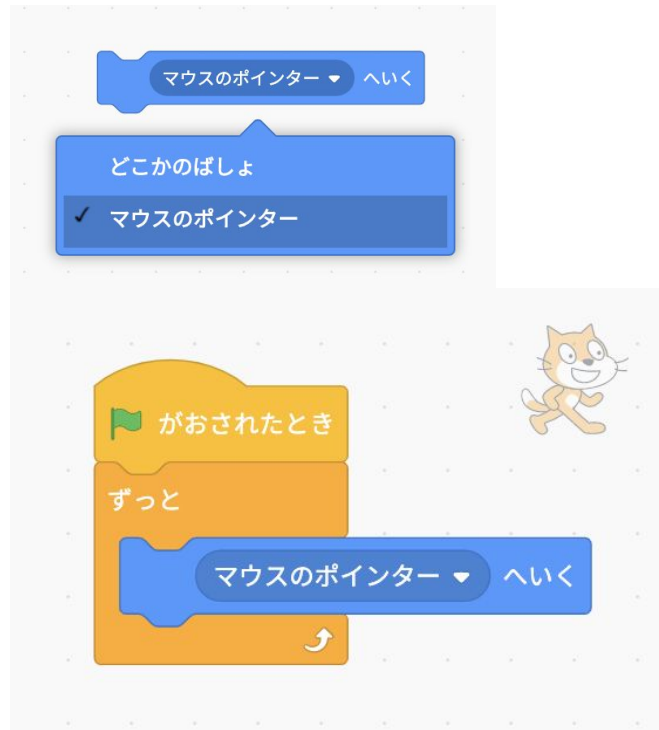 マウスのポインター へいく
どこかのばしょ
マウスのポインター
がおされたとき
ずっと
マウスのポインター へいく